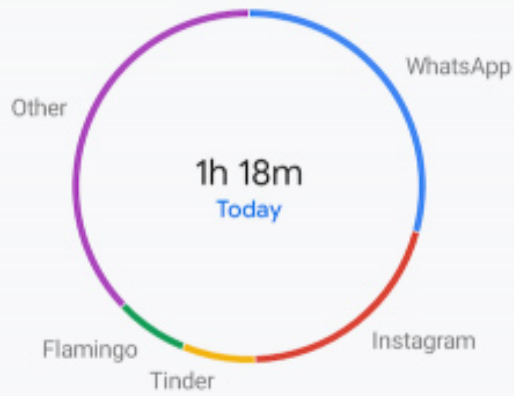 WhatsApp
Other
1h 18m
Today
Instagram
Flamingo
Tinder